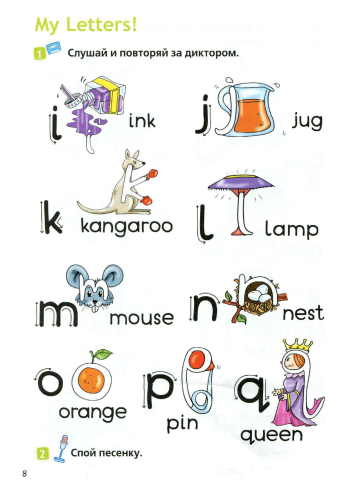 My Letters!
1 Слушай и повторяй за диктором.
i ink
j jug
k kangaroo
l lamp
m mouse
n nest
o orange
p pin
q queen
2 Спой песенку.
8